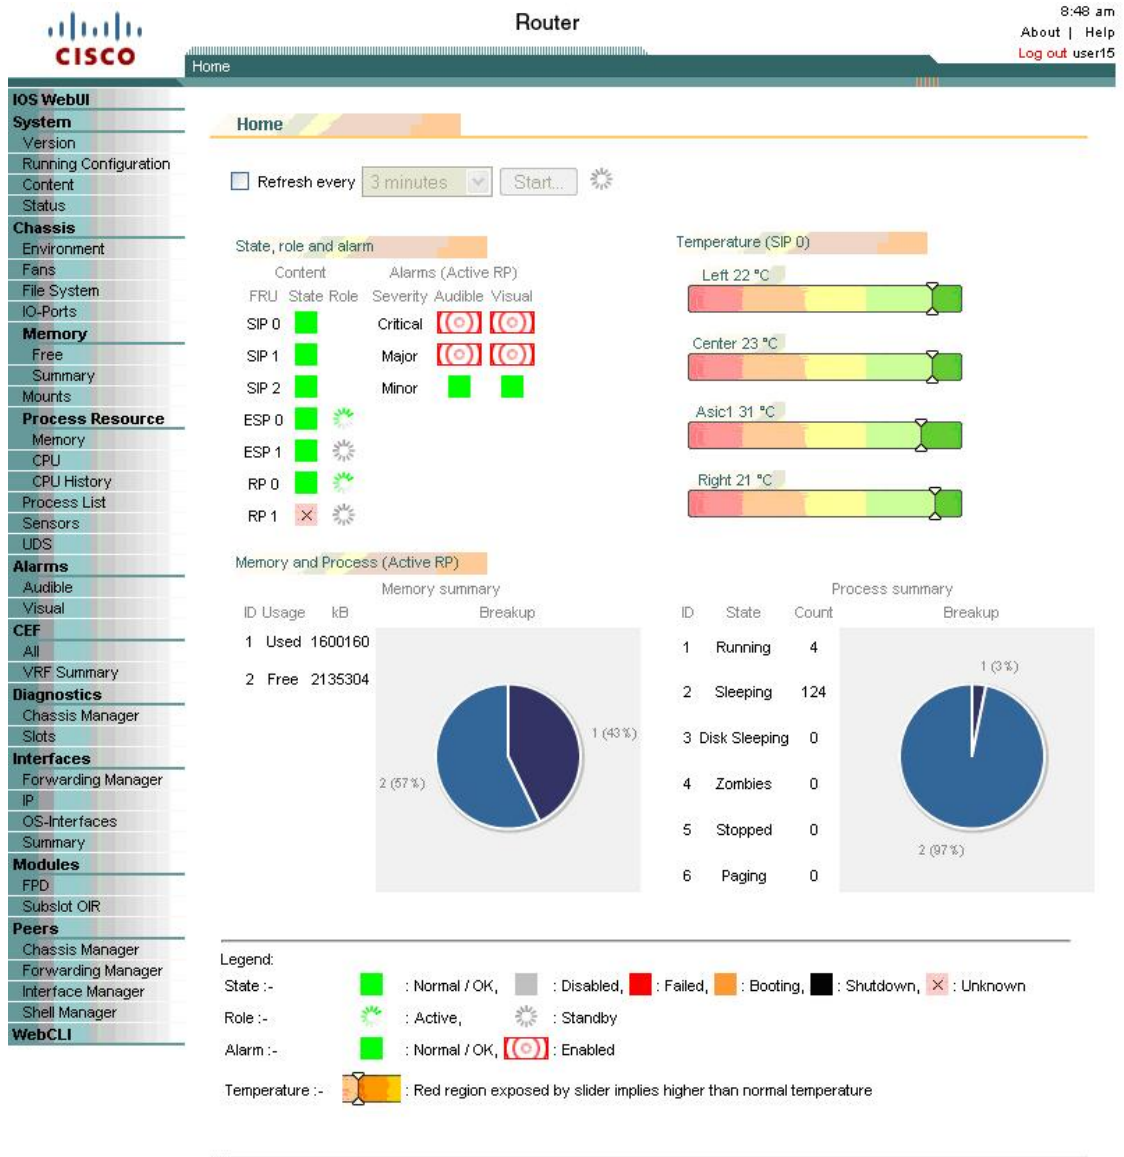 CISCO
Router
8:48 am
About | Help
Log out user15
Home
IOS WebUI
System
Version
Running Configuration
Content
Status
Chassis
Environment
Fans
File System
IO-Ports
Memory
Free
Summary
Mounts
Process Resource
Memory
CPU
CPU History
Process List
Sensors
UDS
Alarms
Audible
Visual
CEF
All
VRF Summary
Diagnostics
Chassis Manager
Slots
Interfaces
Forwarding Manager
IP
OS-Interfaces
Summary
Modules
FPD
Subslot OIR
Peers
Chassis Manager
Forwarding Manager
Interface Manager
Shell Manager
WebCLI
Home
Refresh every 3 minutes Start...
State, role and alarm
Content Alarms (Active RP)
FRU State Role Severity Audible Visual
SIP 0 Critical
SIP 1 Major
SIP 2 Minor
ESP 0
ESP 1
RP 0
RP 1
Temperature (SIP 0)
Left 22 °C
Center 23 °C
Asic1 31 °C
Right 21 °C
Memory and Process (Active RP)
Memory summary
ID Usage kB Breakup
1 Used 1600160
2 Free 2135304
1 (43%)
2 (57%)
Process summary
ID State Count Breakup
1 Running 4
2 Sleeping 124
3 Disk Sleeping 0
4 Zombies 0
5 Stopped 0
6 Paging 0
1 (3%)
2 (97%)
Legend:
State :- : Normal / OK, : Disabled, : Failed, : Booting, : Shutdown, : Unknown
Role :- : Active, : Standby
Alarm :- : Normal / OK, : Enabled
Temperature :- : Red region exposed by slider implies higher than normal temperature